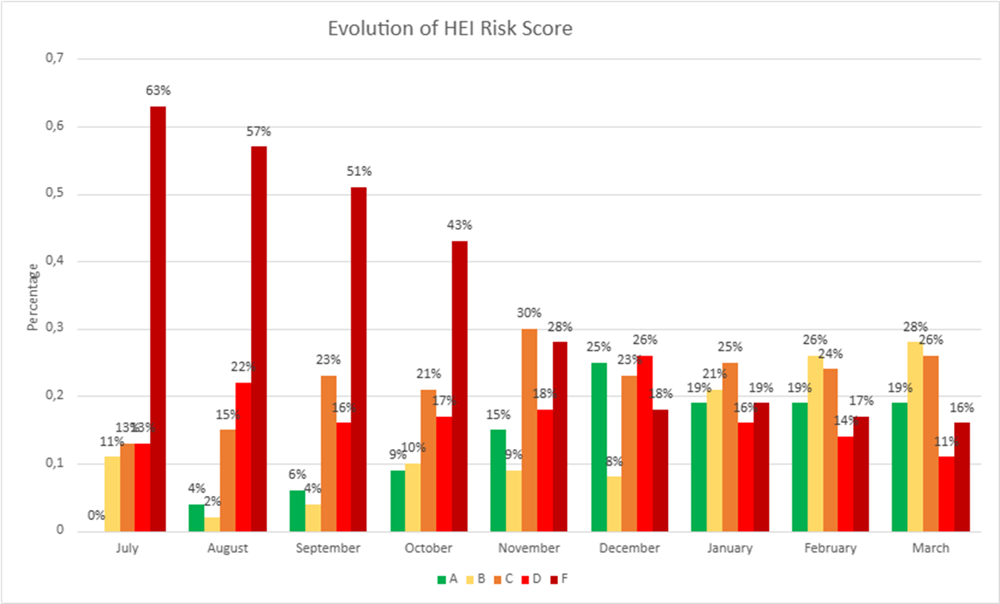 Evolution of HEI Risk Score
Percentage
0,7
0,6
0,5
0,4
0,3
0,2
0,1
0
0% 11% 13% 13% 63%
4% 2% 15% 22% 57%
6% 4% 23% 16% 51%
9% 10% 21% 17% 43%
15% 9% 30% 18% 28%
25% 8% 23% 26% 18%
19% 21% 25% 16% 19%
19% 26% 24% 14% 17%
19% 28% 26% 11% 16%
July August September October November December January February March
A B C D F